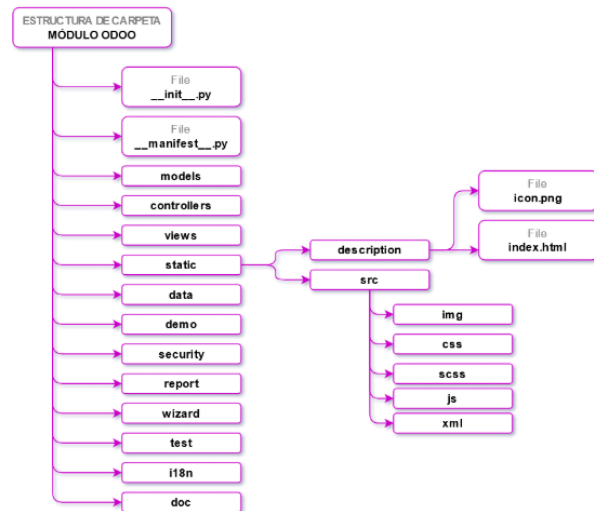 ESTRUCTURA DE CARPETA
MÓDULO ODOO
File
__init__.py
File
__manifest__.py
models
controllers
views
static
data
demo
security
report
wizard
test
i18n
doc
description
src
File
icon.png
File
index.html
img
css
scss
js
xml